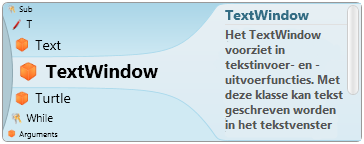 Sub
T
Text
TextWindow
Turtle
While
Arguments
TextWindow
Het TextWindow
voorziet in
tekstinvoer- en -
uitvoerfuncties. Met
deze klasse kan tekst
geschreven worden
in het tekstvenster